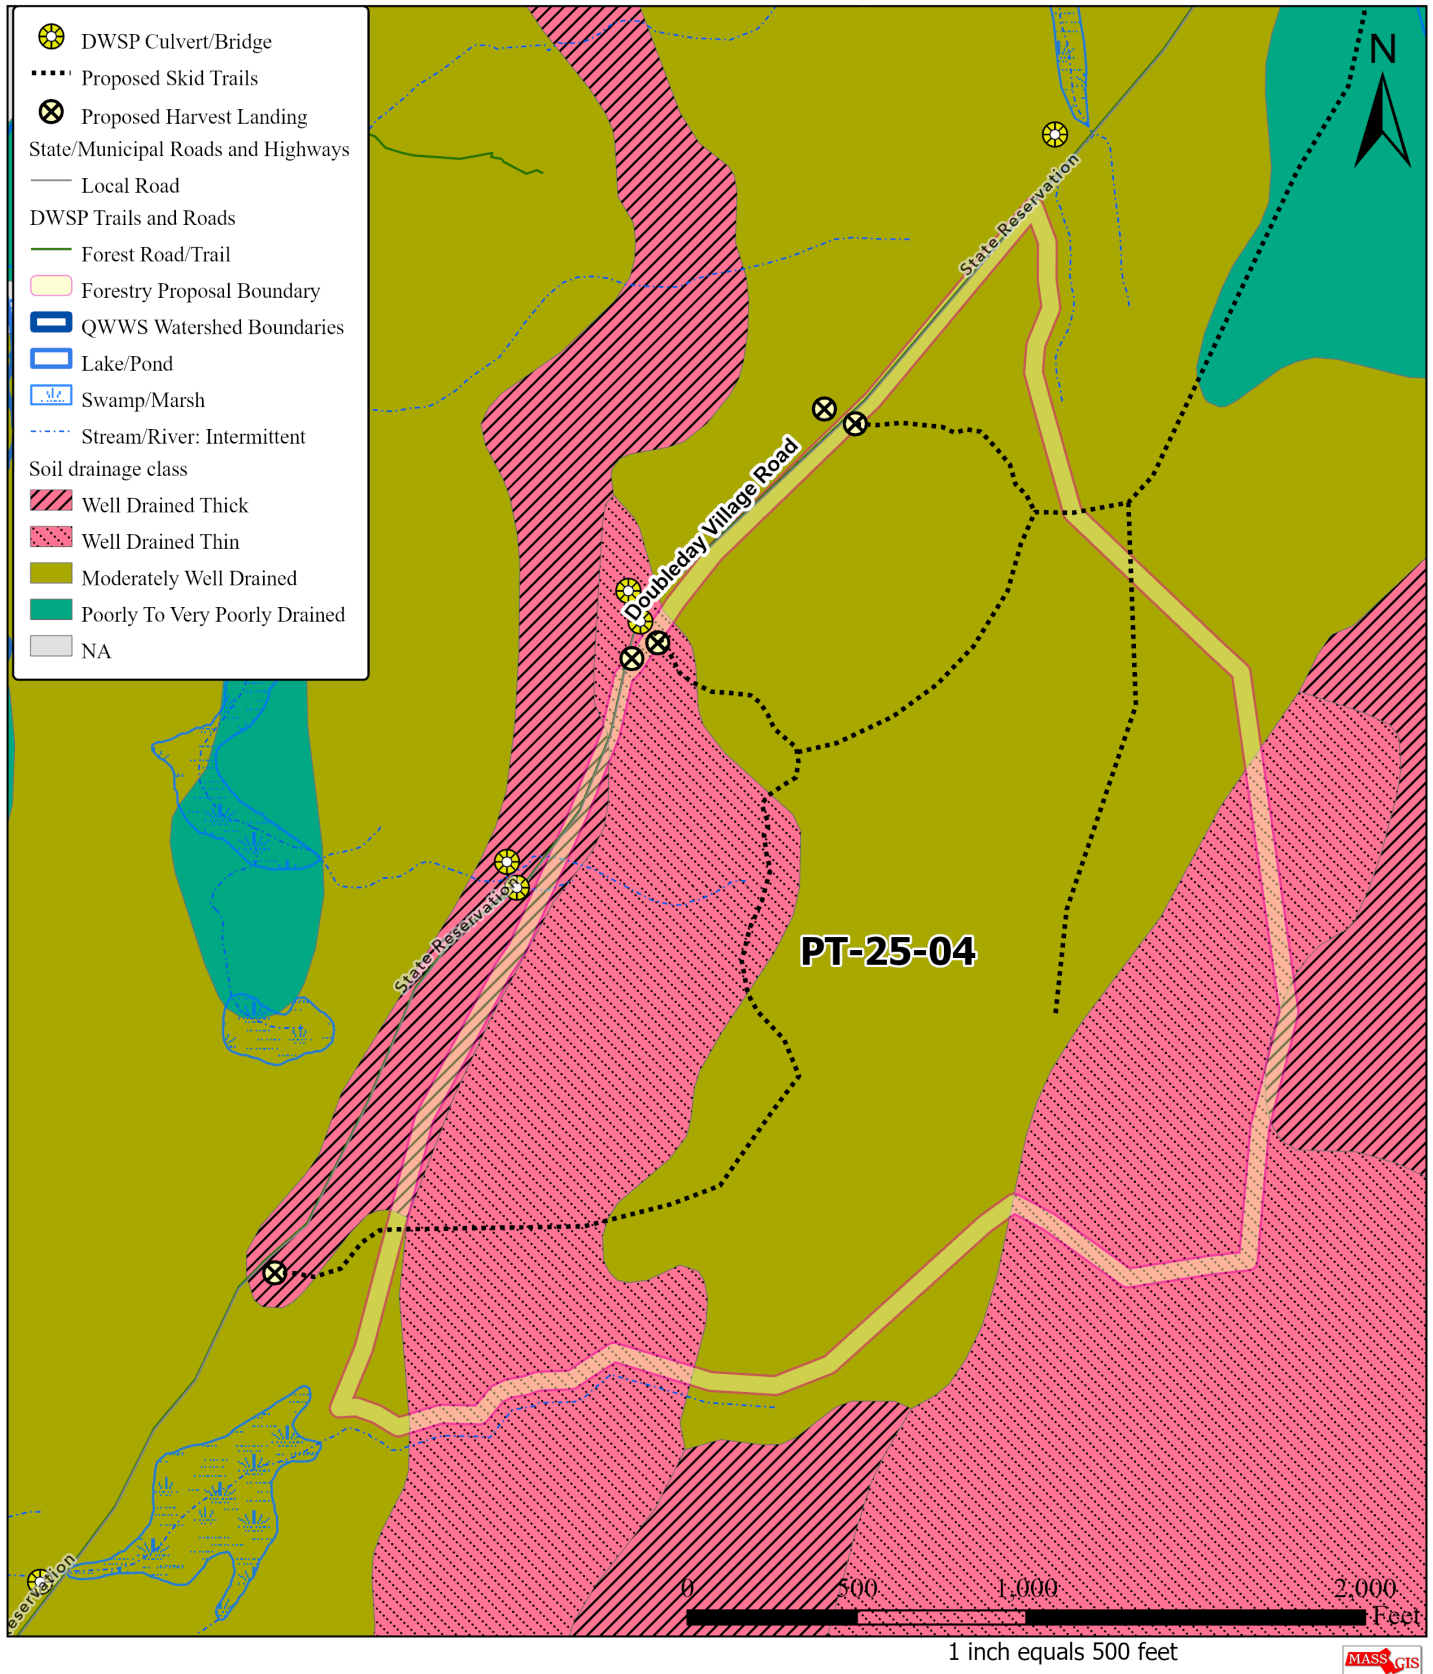 DWSP Culvert/Bridge
Proposed Skid Trails
Proposed Harvest Landing
State/Municipal Roads and Highways
Local Road
DWSP Trails and Roads
Forest Road/Trail
Forestry Proposal Boundary
QWWS Watershed Boundaries
Lake/Pond
Swamp/Marsh
Stream/River: Intermittent
Soil drainage class
Well Drained Thick
Well Drained Thin
Moderately Well Drained
Poorly To Very Poorly Drained
NA
N
State Reservation
Doubleday Village Road
State Reservation
PT-25-04
eservation
0 500 1,000 2,000
Feet
1 inch equals 500 feet
MASS GIS